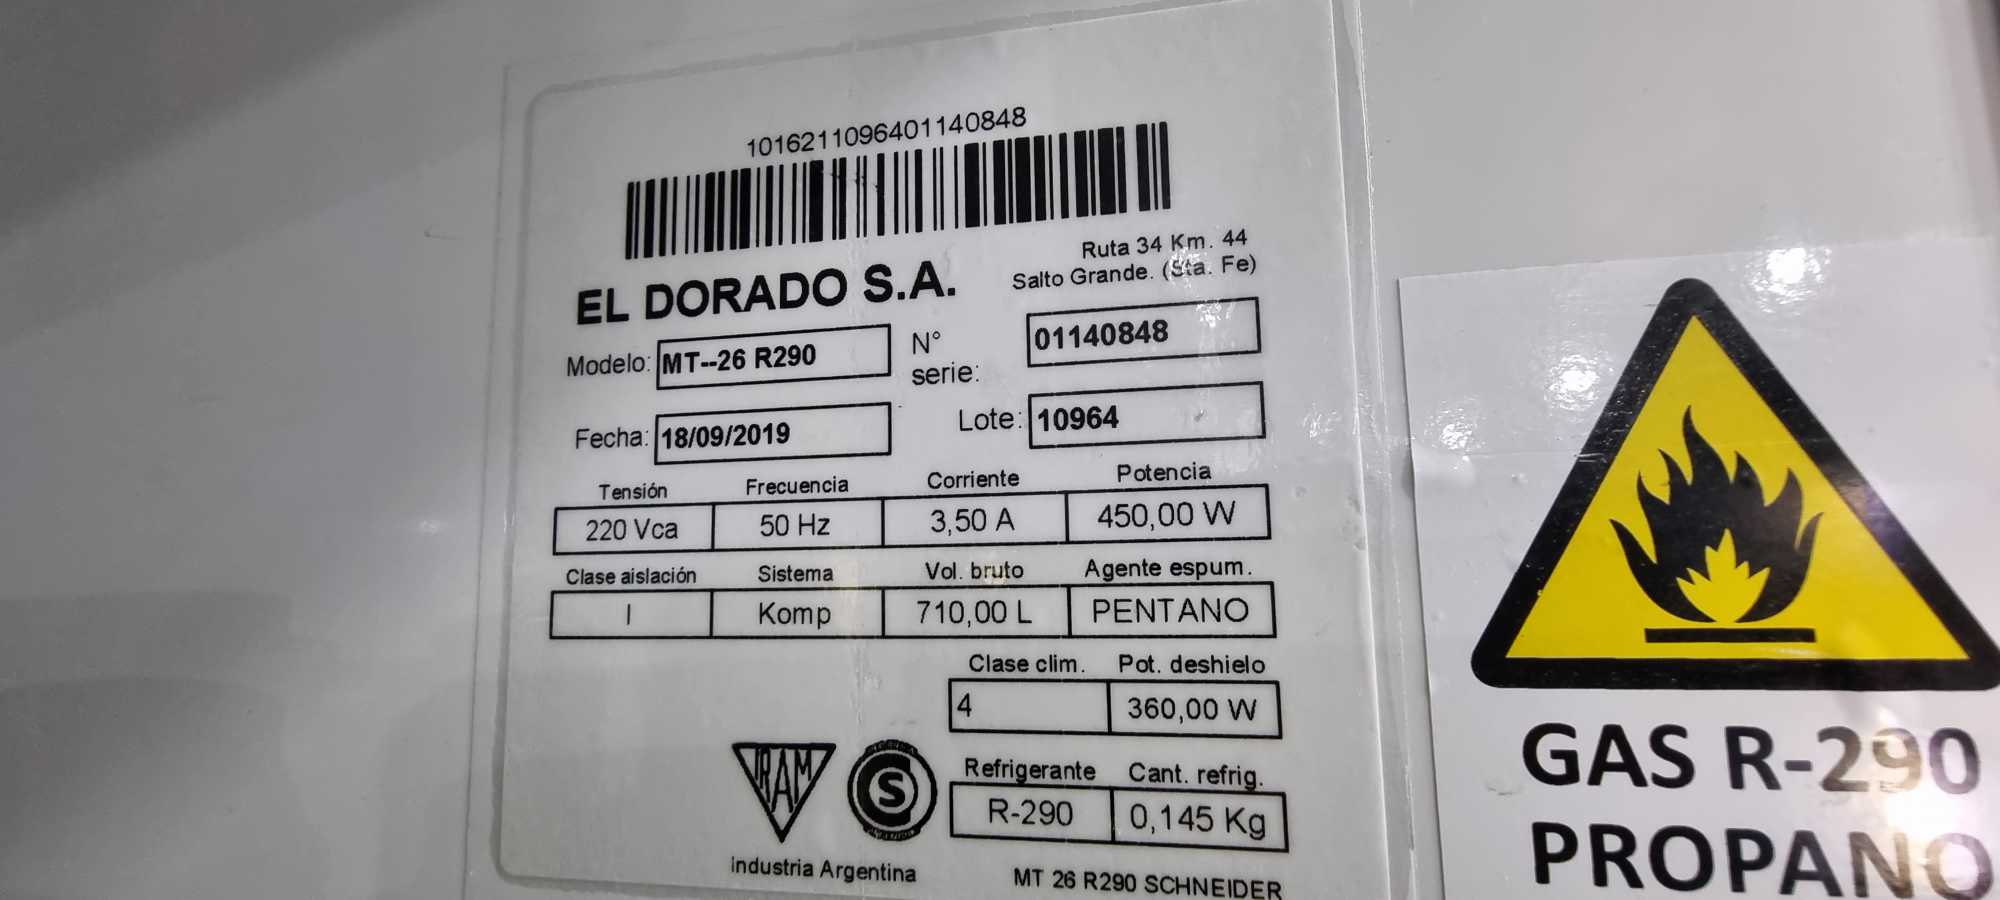 1016211096401140848
EL DORADO S.A.
Ruta 34 Km. 44
Salto Grande. (Sta. Fe)
Modelo: MT--26 R290
N° serie: 01140848
Fecha: 18/09/2019
Lote: 10964
Tensión Frecuencia Corriente Potencia
220 Vca 50 Hz 3,50 A 450,00 W
Clase aislación Sistema Vol. bruto Agente espum.
I Komp 710,00 L PENTANO
Clase clim. Pot. deshielo
4 360,00 W
Refrigerante Cant. refrig.
R-290 0,145 Kg
IRAM
S
Industria Argentina
MT 26 R290 SCHNEIDER
GAS R-290
PROPANO